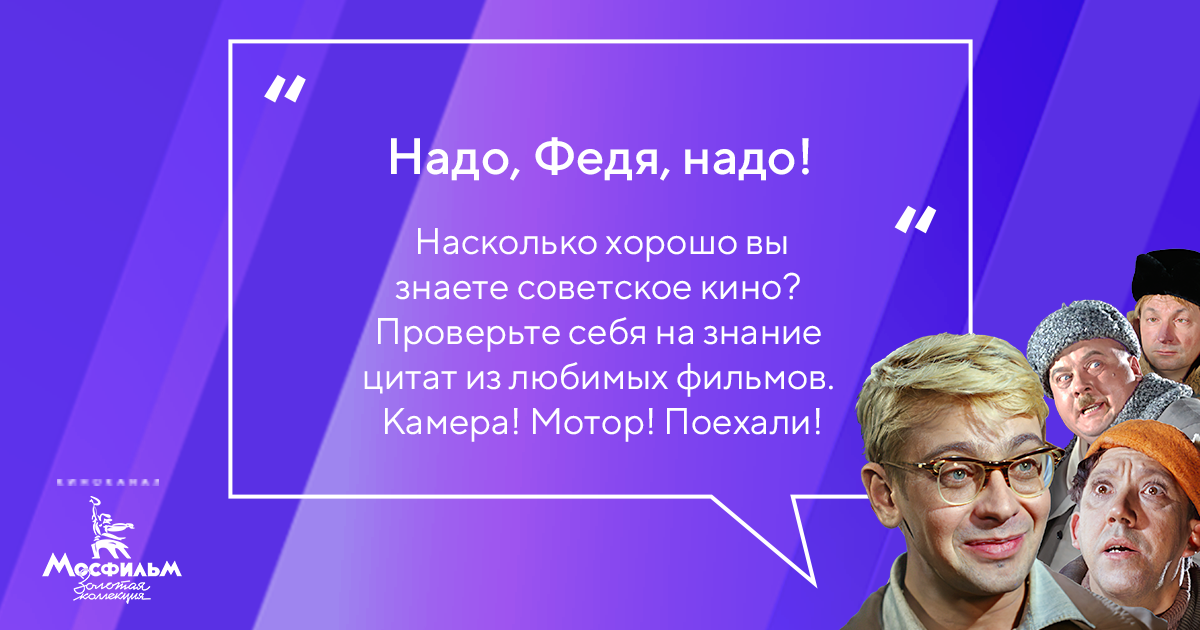 Надо, Федя, надо!
Насколько хорошо вы
знаете советское кино?
Проверьте себя на знание
цитат из любимых фильмов.
Камера! Мотор! Поехали!
КИНОКАНАЛ
МОСФИЛЬМ
Золотая
коллекция